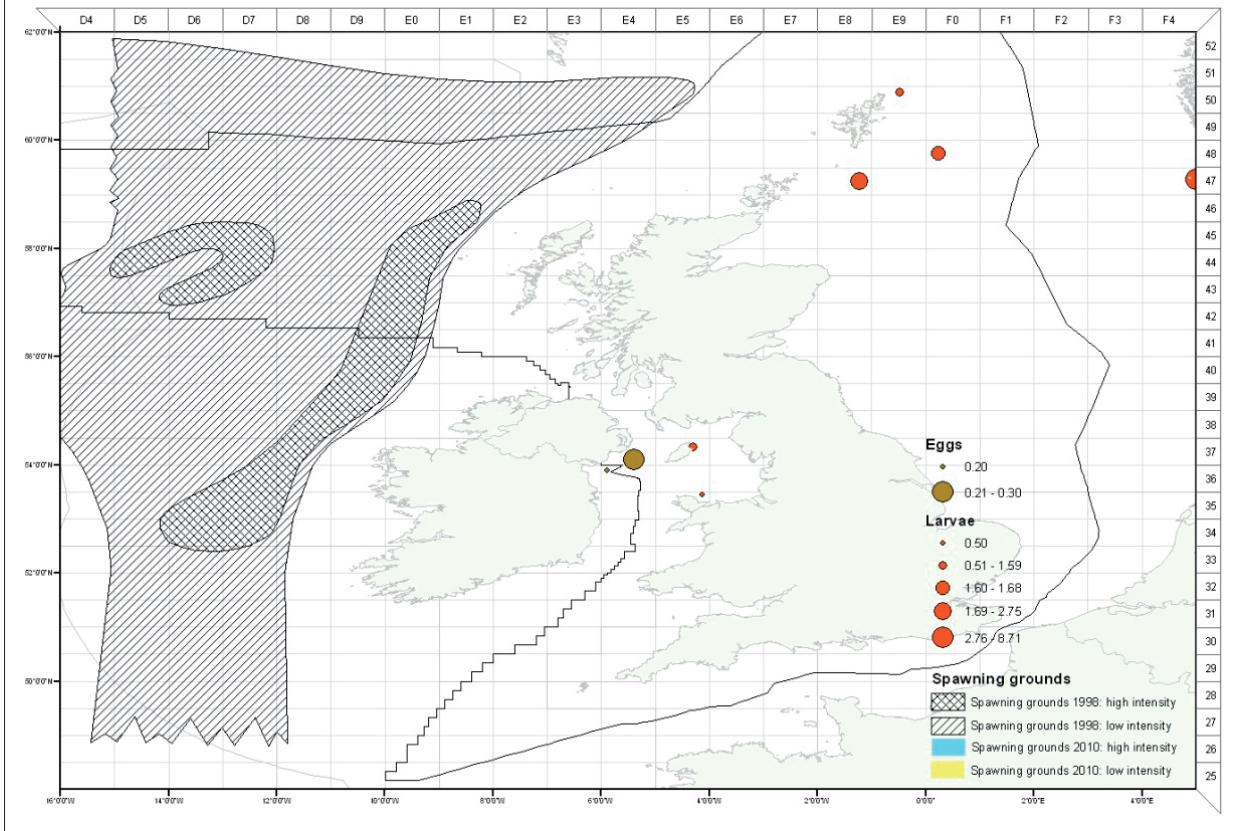 D4 D5 D6 D7 D8 D9 E0 E1 E2 E3 E4 E5 E6 E7 E8 E9 F0 F1 F2 F3 F4
62°0'0"N
60°0'0"N
58°0'0"N
56°0'0"N
54°0'0"N
52°0'0"N
50°0'0"N
52
51
50
49
48
47
46
45
44
43
42
41
40
39
38
37
36
35
34
33
32
31
30
29
28
27
26
25
Eggs
0.20
0.21 - 0.30
Larvae
0.50
0.51 - 1.59
1.60 - 1.68
1.69 - 2.75
2.76 - 8.71
Spawning grounds
Spawning grounds 1998: high intensity
Spawning grounds 1998: low intensity
Spawning grounds 2010: high intensity
Spawning grounds 2010: low intensity
16°0'0"W 14°0'0"W 12°0'0"W 10°0'0"W 8°0'0"W 6°0'0"W 4°0'0"W 2°0'0"W 0°0'0" 2°0'0"E 4°0'0"E